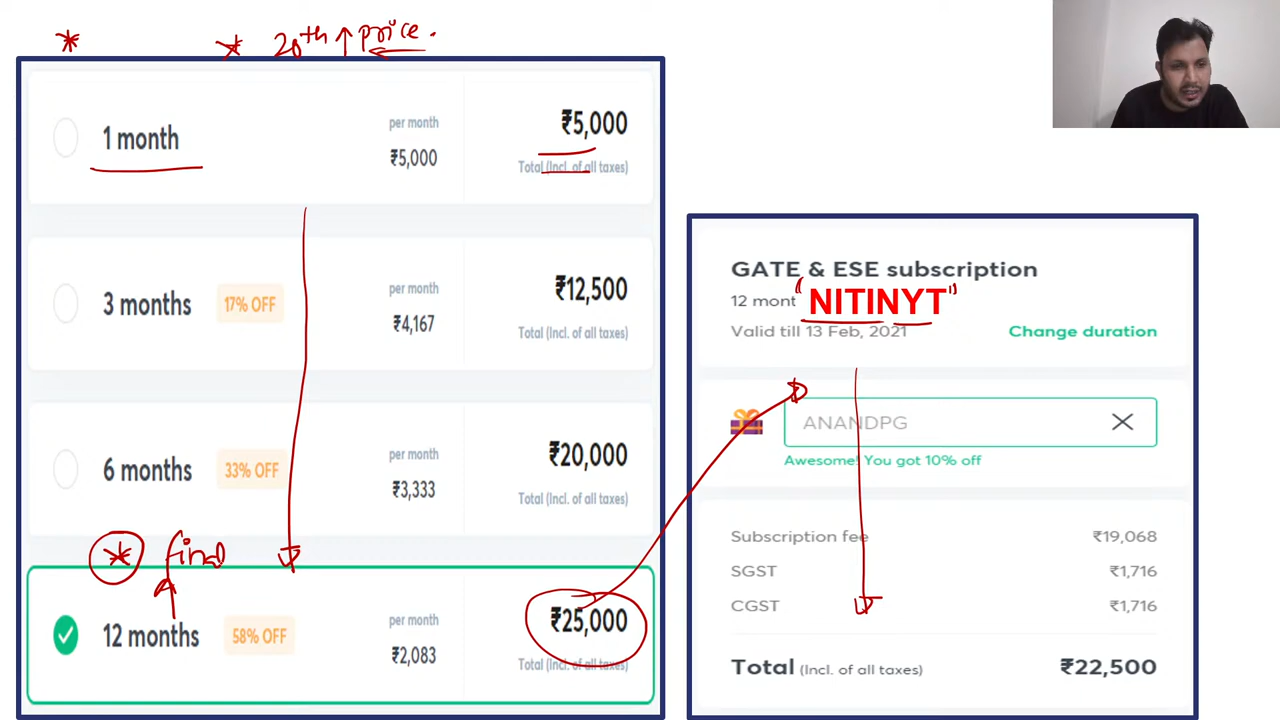 * * 20th ↑ price.
1 month
per month
₹5,000
₹5,000
Total (Incl. of all taxes)
3 months
17% OFF
per month
₹4,167
₹12,500
Total (Incl. of all taxes)
6 months
33% OFF
per month
₹3,333
₹20,000
Total (Incl. of all taxes)
* final
12 months
58% OFF
per month
₹2,083
₹25,000
Total (Incl. of all taxes)
GATE & ESE subscription
12 mont "NITINYT"
Valid till 13 Feb, 2021
Change duration
ANANDPG
Awesome! You got 10% off
Subscription fee ₹19,068
SGST ₹1,716
CGST ₹1,716
Total (Incl. of all taxes) ₹22,500